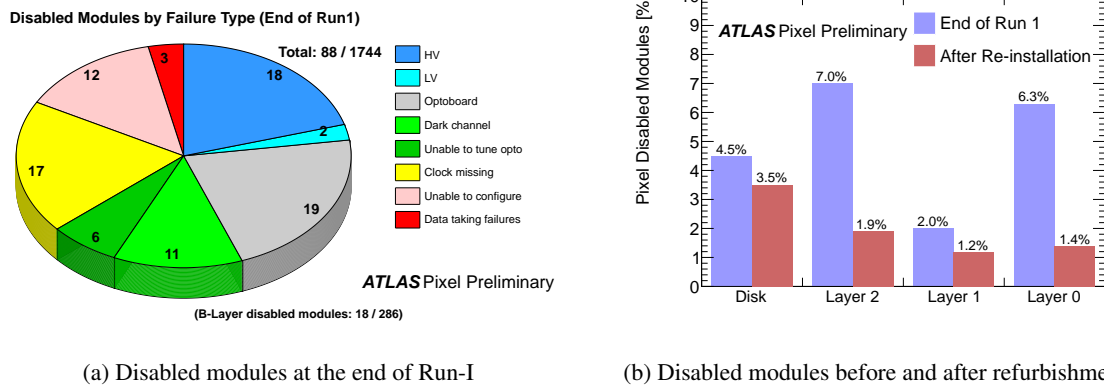 Disabled Modules by Failure Type (End of Run1)
Total: 88 / 1744
3
18
12
2
17
19
6
11
HV
LV
Optoboard
Dark channel
Unable to tune opto
Clock missing
Unable to configure
Data taking failures
ATLAS Pixel Preliminary
(B-Layer disabled modules: 18 / 286)
(a) Disabled modules at the end of Run-I
Pixel Disabled Modules [%
10
9
8
7
6
5
4
3
2
1
0
ATLAS Pixel Preliminary
End of Run 1
After Re-installation
4.5%
3.5%
7.0%
1.9%
2.0%
1.2%
6.3%
1.4%
Disk
Layer 2
Layer 1
Layer 0
(b) Disabled modules before and after refurbishme